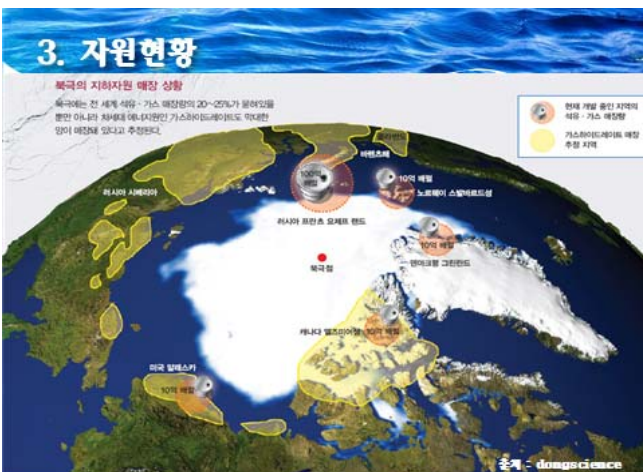 3. 자원현황
북극의 지하자원 매장 상황
북극에는 전 세계 석유 · 가스 매장량의 20~25%가 묻혀있을
뿐만 아니라 차세대 에너지원인 가스하이드레이트도 막대한
양이 매장돼 있다고 추정된다.
현재 개발 중인 지역의
석유 · 가스 매장량
가스하이드레이트 매장
추정 지역
바렌츠해
100억
배럴
10억 배럴
러시아 시베리아
노르웨이 스발바르드섬
러시아 프란츠 요제프 랜드
10억 배럴
덴마크령 그린란드
북극점
캐나다 엘즈미어섬
10억 배럴
미국 알래스카
10억 배럴
출처 : dongscience